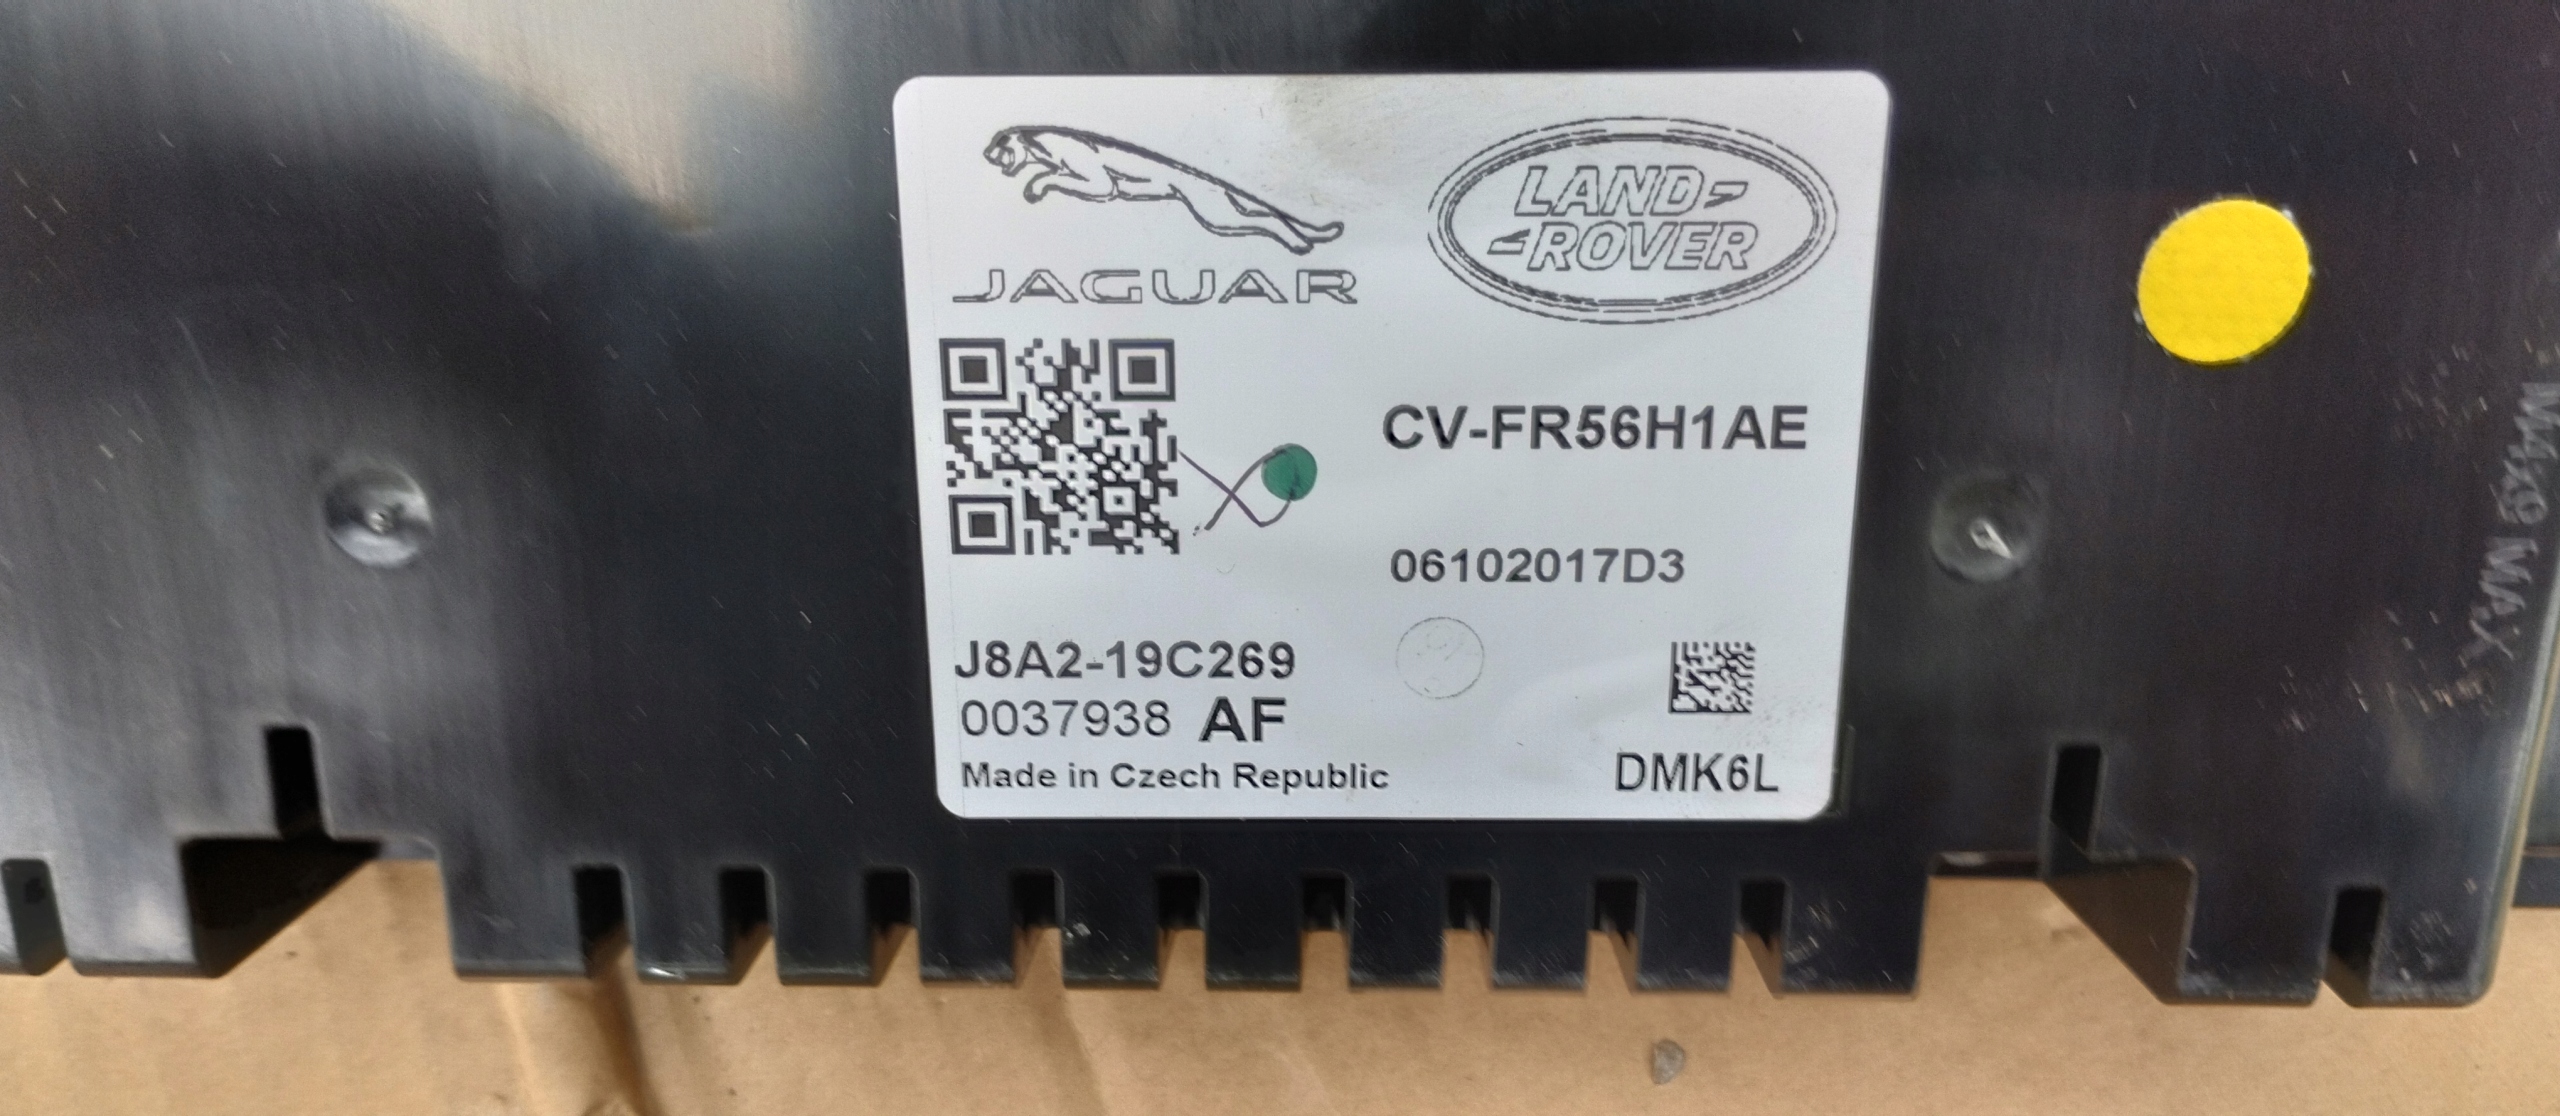 JAGUAR
LAND
ROVER
CV-FR56H1AE
06102017D3
J8A2-19C269
0037938 AF
Made in Czech Republic
DMK6L